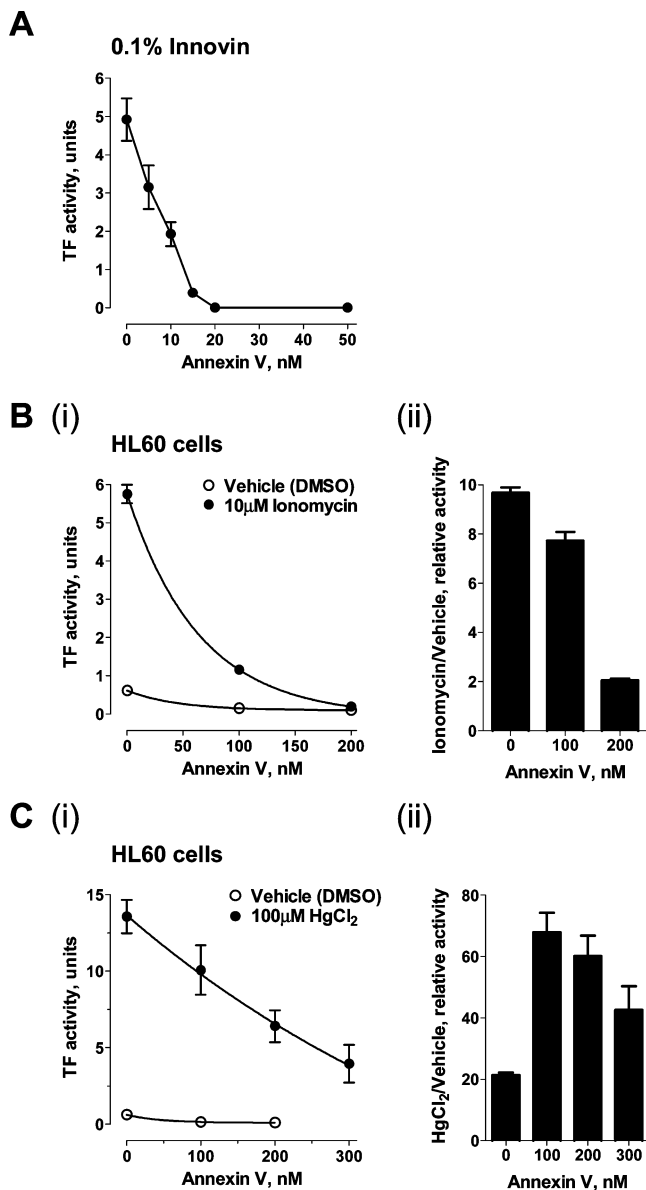 A
0.1% Innovin
6
5
4
3
2
1
0
TF activity, units
0 10 20 30 40 50
Annexin V, nM
B (i)
HL60 cells
Vehicle (DMSO)
10μM Ionomycin
6
5
4
3
2
1
0
TF activity, units
0 50 100 150 200
Annexin V, nM
(ii)
Ionomycin/Vehicle, relative activity
10
8
6
4
2
0
0 100 200
Annexin V, nM
C (i)
HL60 cells
Vehicle (DMSO)
100μM HgCl₂
15
10
5
0
TF activity, units
0 100 200 300
Annexin V, nM
(ii)
HgCl₂/Vehicle, relative activity
80
60
40
20
0
0 100 200 300
Annexin V, nM